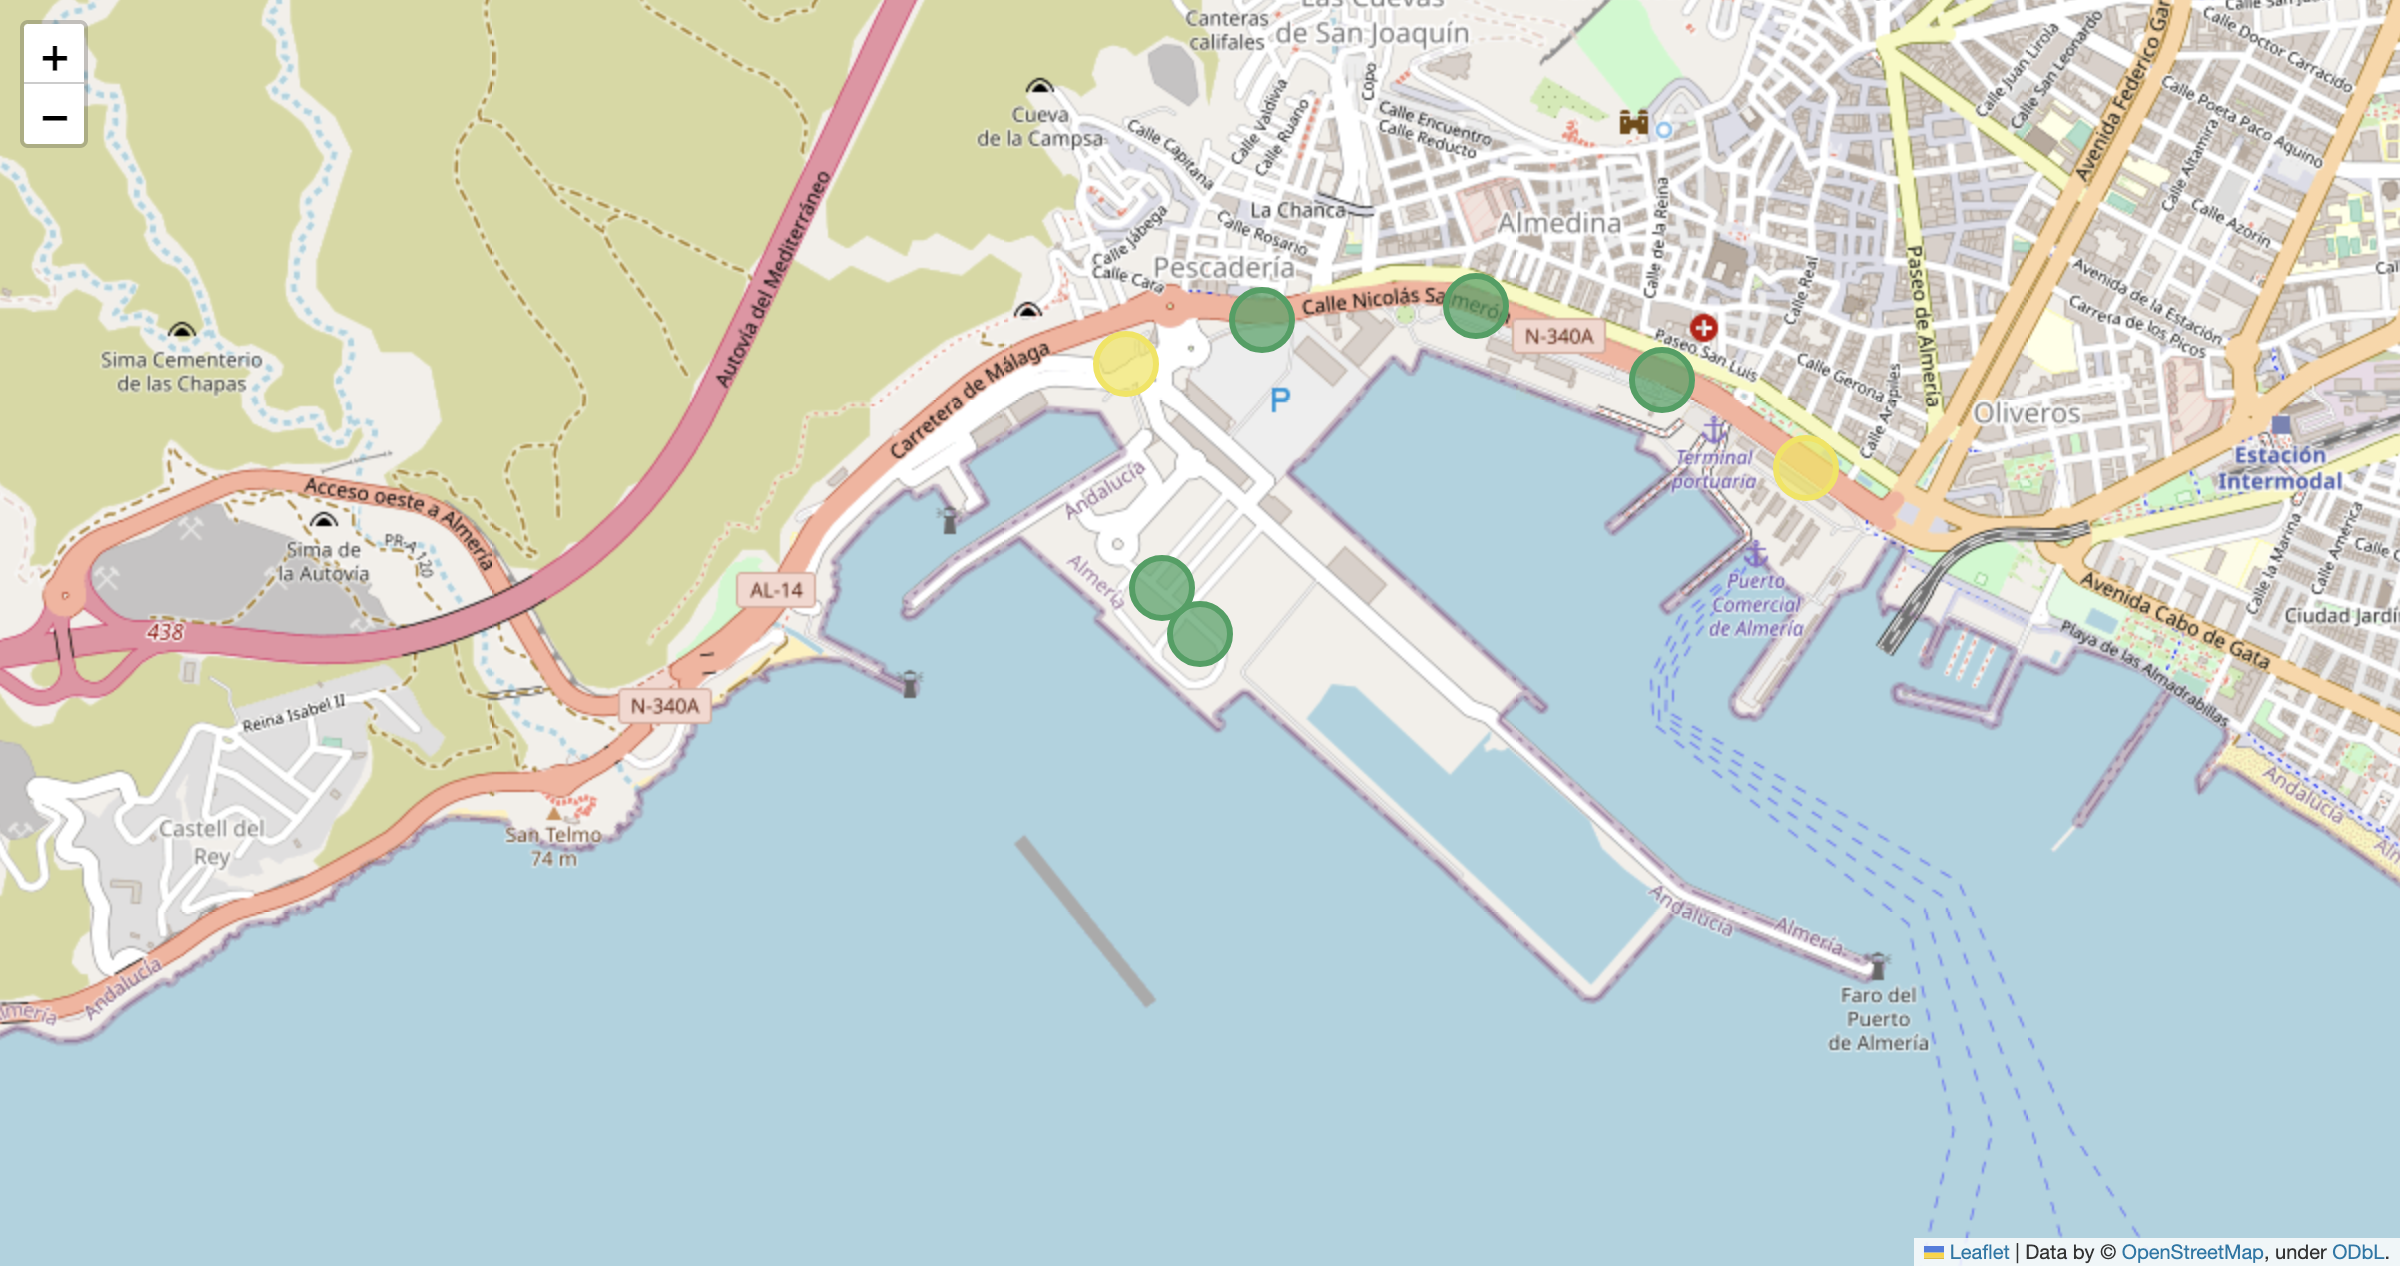 +
−
Canteras
califales
Las Cuevas
de San Joaquín
Copo
Calle Valdivia
Calle Ruano
Calle Encuentro
Calle Reducto
Cueva
de la Campsa
Calle Capitana
Calle Jábega
Calle Rosario
Calle Cara
La Chanca
Pescadería
Almedina
Calle de la Reina
Calle Real
Paseo de Almería
Calle Juan Lirola
Calle San Leonardo
Avenida Federico Gar
Calle Doctor Carracido
Calle Poeta Paco Aquino
Calle Altamira
Calle Azorín
Avenida de la Estación
Carrera de los Picos
Autovía del Mediterráneo
Sima Cementerio
de las Chapas
Carretera de Málaga
Calle Nicolás Salmerón
N-340A
Paseo San Luis
Calle Gerona
Calle Arapiles
Oliveros
P
Terminal
portuaria
Estación
Intermodal
Acceso oeste a Almería
Sima de
la Autovía
PR-A 120
Andalucía
Almería
AL-14
438
Puerto
Comercial
de Almería
Calle la Marina
Calle América
Calle C
Avenida Cabo de Gata
Ciudad Jardí
Playa de las Almadrabillas
Reina Isabel II
N-340A
Castell del
Rey
San Telmo
74 m
Andalucía
Andalucía
Almería
Andalucía
lmería
Faro del
Puerto
de Almería
Leaflet | Data by © OpenStreetMap, under ODbL.